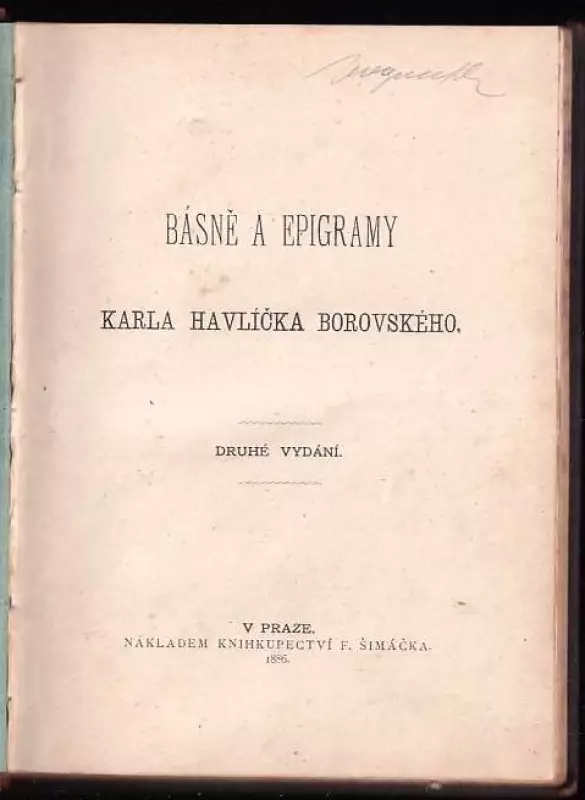 BÁSNĚ A EPIGRAMY
KARLA HAVLÍČKA BOROVSKÉHO.
DRUHÉ VYDÁNÍ.
V PRAZE.
NÁKLADEM KNIHKUPECTVÍ F. ŠIMÁČKA.
1886.